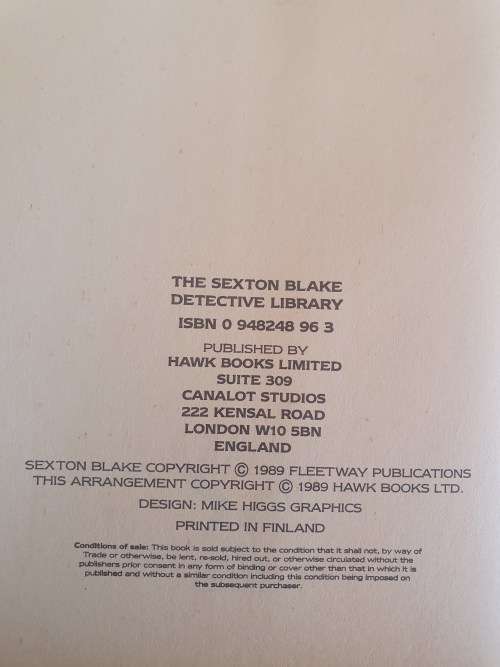 THE SEXTON BLAKE
DETECTIVE LIBRARY
ISBN 0 948248 96 3
PUBLISHED BY
HAWK BOOKS LIMITED
SUITE 309
CANALOT STUDIOS
222 KENSAL ROAD
LONDON W10 5BN
ENGLAND
SEXTON BLAKE COPYRIGHT © 1989 FLEETWAY PUBLICATIONS
THIS ARRANGEMENT COPYRIGHT © 1989 HAWK BOOKS LTD.
DESIGN: MIKE HIGGS GRAPHICS
PRINTED IN FINLAND
Conditions of sale: This book is sold subject to the condition that it shall not, by way of
Trade or otherwise, be lent, re-sold, hired out, or otherwise circulated without the
publishers prior consent in any form of binding or cover other than that in which it is
published and without a similar condition including this condition being imposed on
the subsequent purchaser.